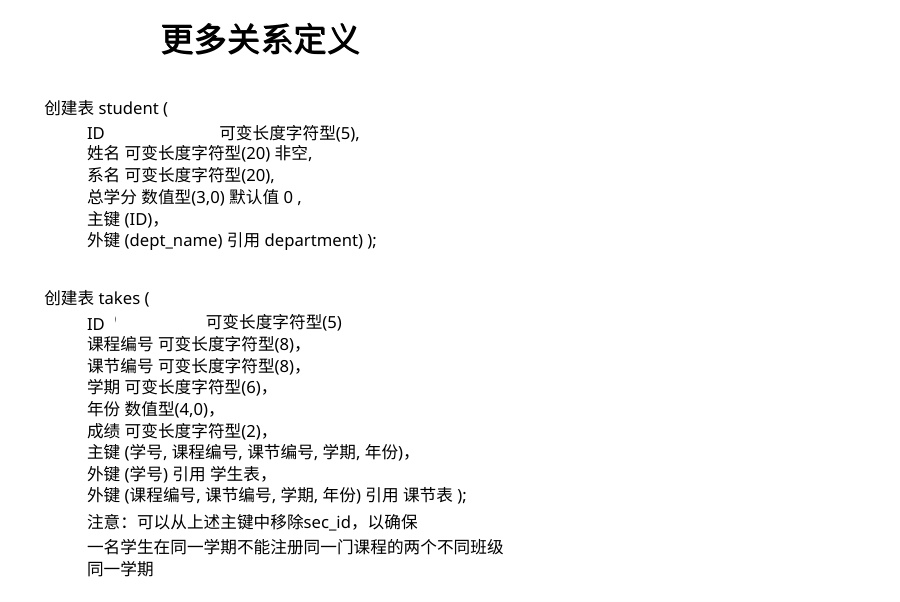 更多关系定义
创建表 student (
ID 可变长度字符型(5),
姓名 可变长度字符型(20) 非空,
系名 可变长度字符型(20),
总学分 数值型(3,0) 默认值 0 ,
主键 (ID)，
外键 (dept_name) 引用 department) );
创建表 takes (
ID 可变长度字符型(5)
课程编号 可变长度字符型(8)，
课节编号 可变长度字符型(8)，
学期 可变长度字符型(6)，
年份 数值型(4,0)，
成绩 可变长度字符型(2)，
主键 (学号, 课程编号, 课节编号, 学期, 年份)，
外键 (学号) 引用 学生表，
外键 (课程编号, 课节编号, 学期, 年份) 引用 课节表 );
注意：可以从上述主键中移除sec_id，以确保
一名学生在同一学期不能注册同一门课程的两个不同班级
同一学期